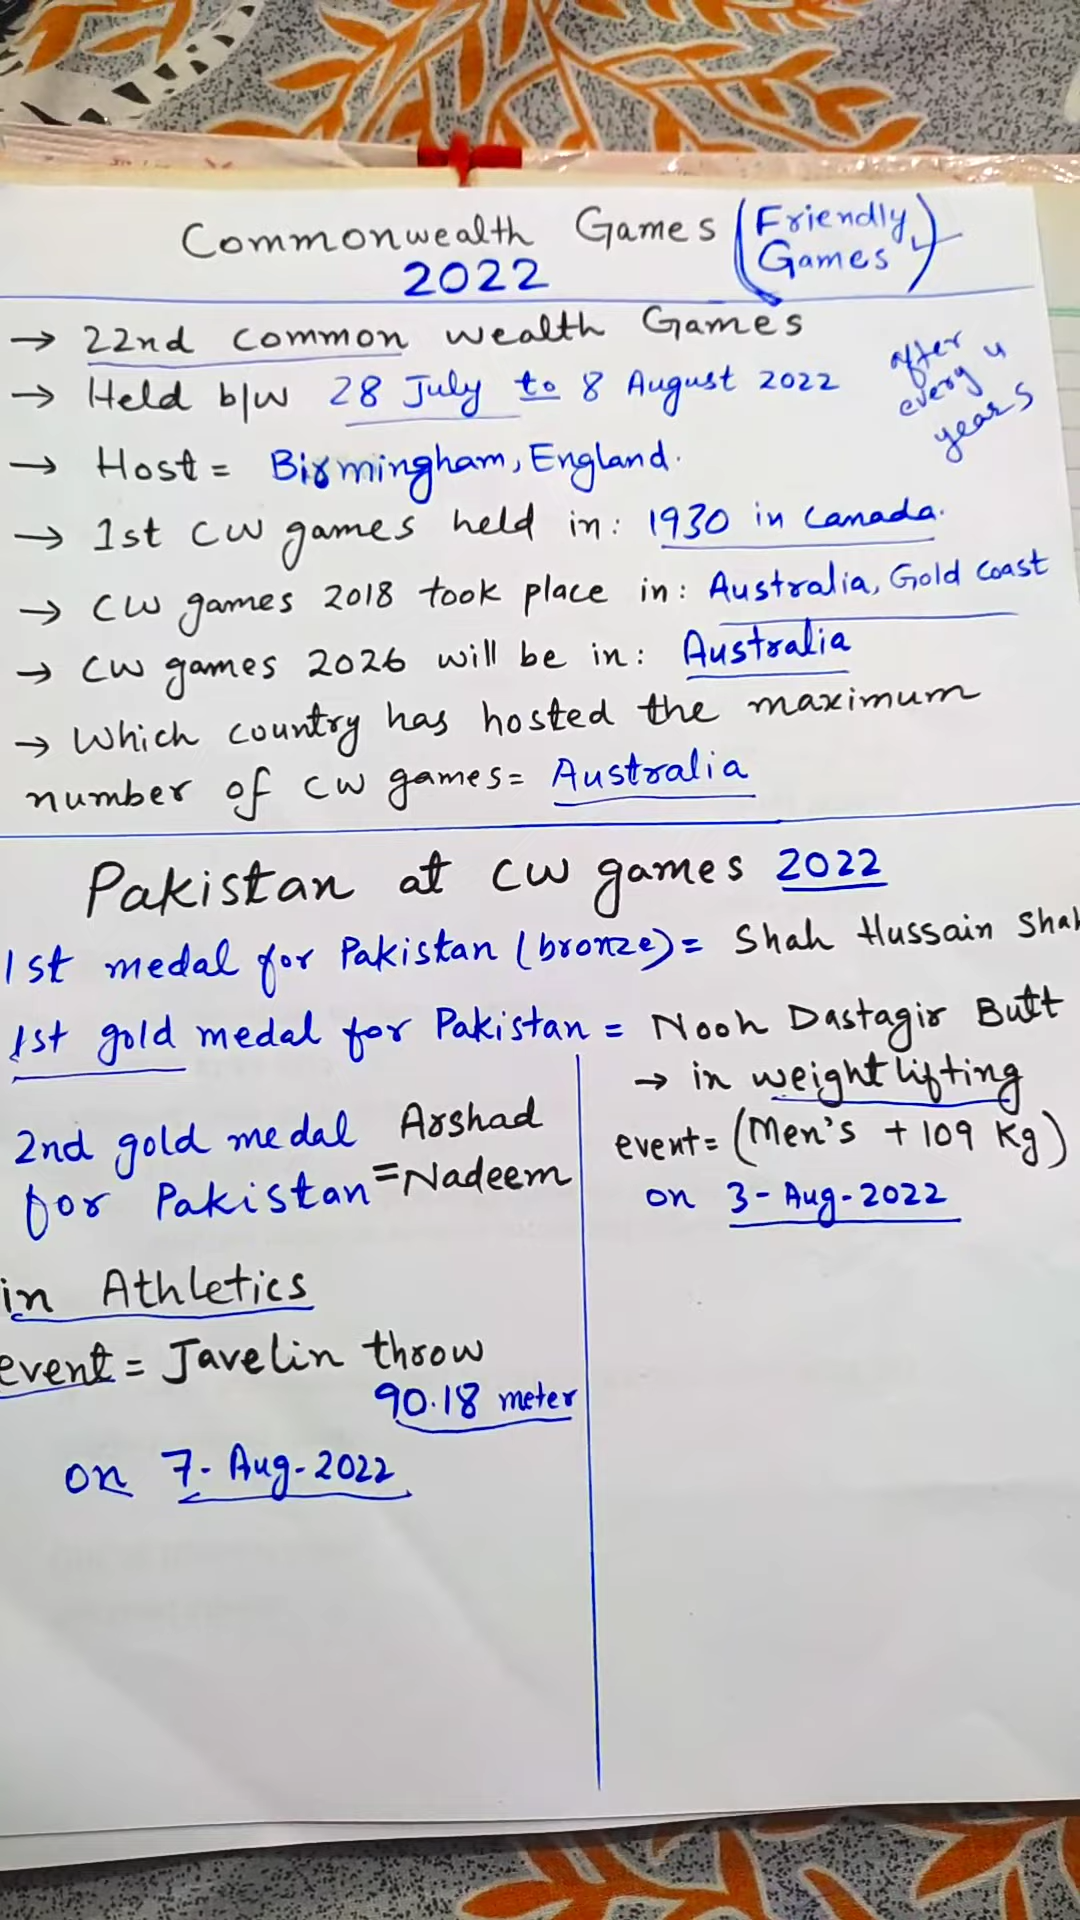 Commonwealth Games (Friendly Games)
2022
→ 22nd common wealth Games
→ Held b/w 28 July to 8 August 2022
after every 4 years
→ Host = Birmingham, England.
→ 1st CW games held in: 1930 in Canada.
→ CW games 2018 took place in: Australia, Gold Coast
→ CW games 2026 will be in: Australia
→ Which country has hosted the maximum
number of CW games = Australia
Pakistan at CW games 2022
1st medal for Pakistan (bronze) = Shah Hussain Shah
1st gold medal for Pakistan = Nooh Dastagir Butt
→ in weightlifting
event = (Men's +109 Kg)
on 3-Aug-2022
2nd gold medal Arshad
for Pakistan = Nadeem
in Athletics
event = Javelin throw
90.18 meter
on 7-Aug-2022